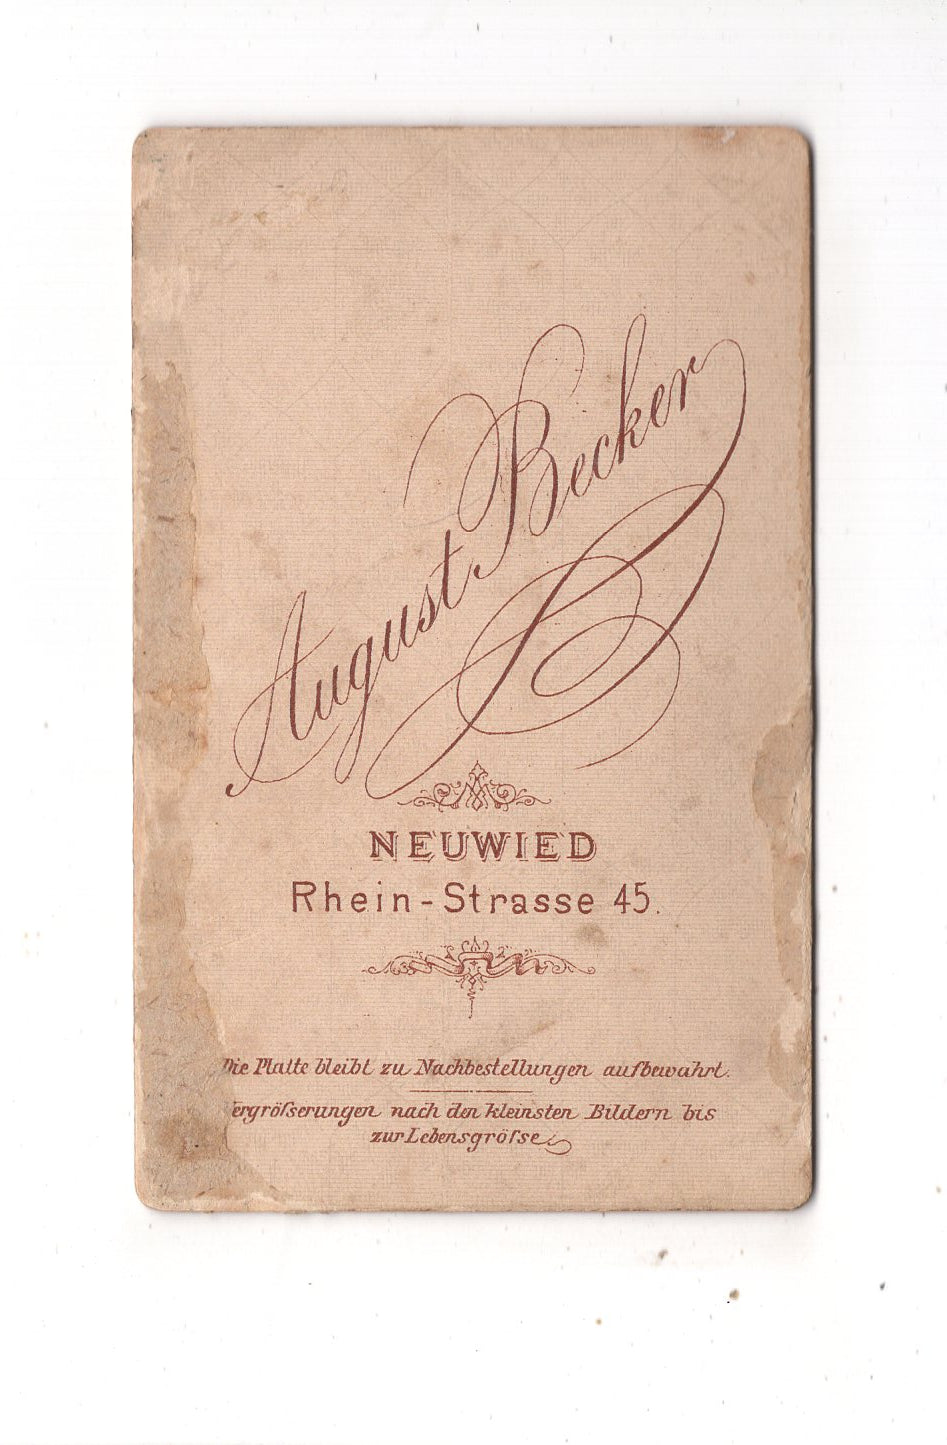 August Becker
NEUWIED
Rhein-Strasse 45.
Die Platte bleibt zu Nachbestellungen aufbewahrt.
Vergröſserungen nach den kleinsten Bildern bis
zur Lebensgröſse